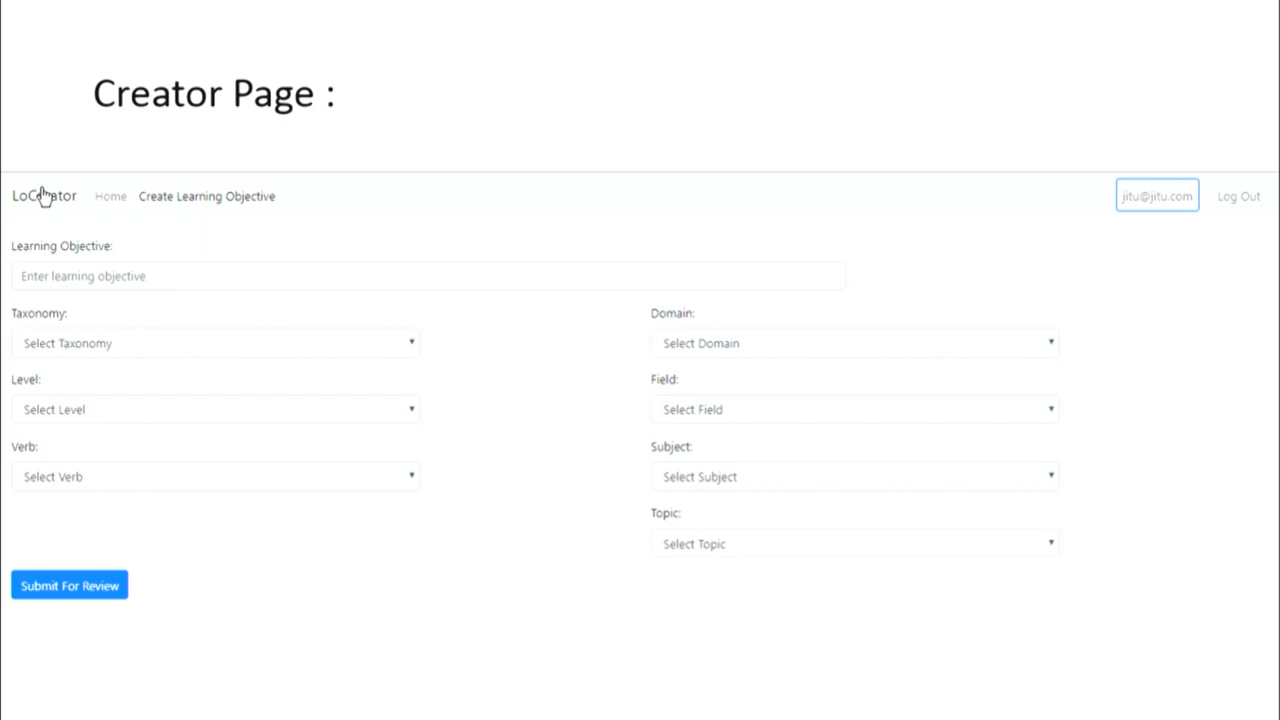 Creator Page :
LoCreator Home Create Learning Objective jitu@jitu.com Log Out
Learning Objective:
Enter learning objective
Taxonomy: Domain:
Select Taxonomy Select Domain
Level: Field:
Select Level Select Field
Verb: Subject:
Select Verb Select Subject
Topic:
Select Topic
Submit For Review